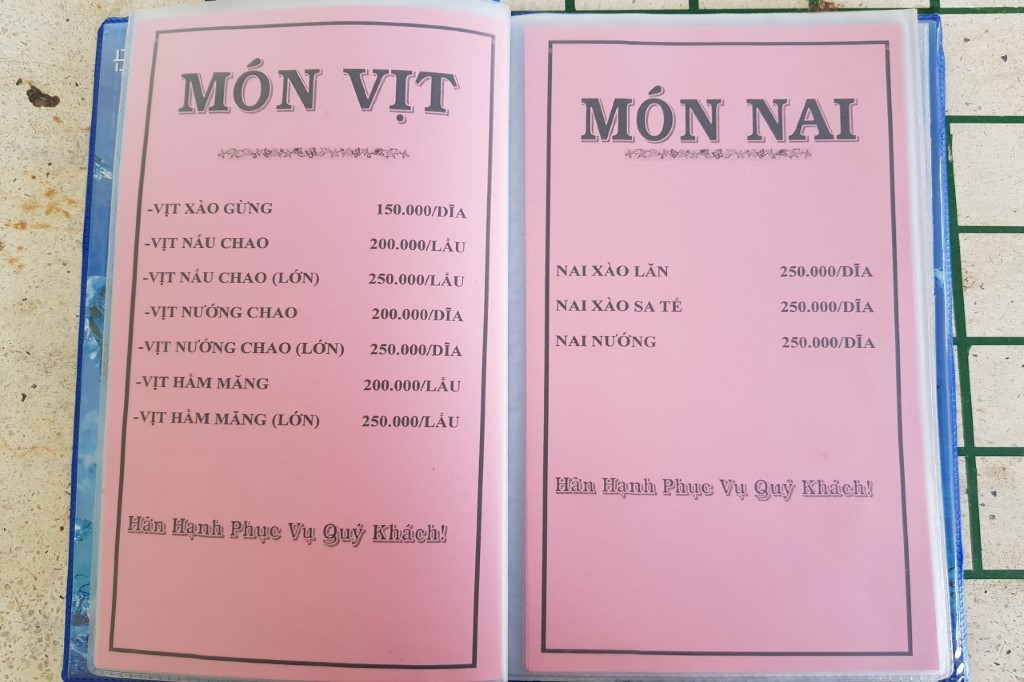 MÓN VỊT
-VỊT XÀO GỪNG 150.000/DĨA
-VỊT NẤU CHAO 200.000/LẨU
-VỊT NẤU CHAO (LỚN) 250.000/LẨU
-VỊT NƯỚNG CHAO 200.000/DĨA
-VỊT NƯỚNG CHAO (LỚN) 250.000/DĨA
-VỊT HẦM MĂNG 200.000/LẨU
-VỊT HẦM MĂNG (LỚN) 250.000/LẨU
Hân Hạnh Phục Vụ Quý Khách!
MÓN NAI
NAI XÀO LĂN 250.000/DĨA
NAI XÀO SA TẾ 250.000/DĨA
NAI NƯỚNG 250.000/DĨA
Hân Hạnh Phục Vụ Quý Khách!